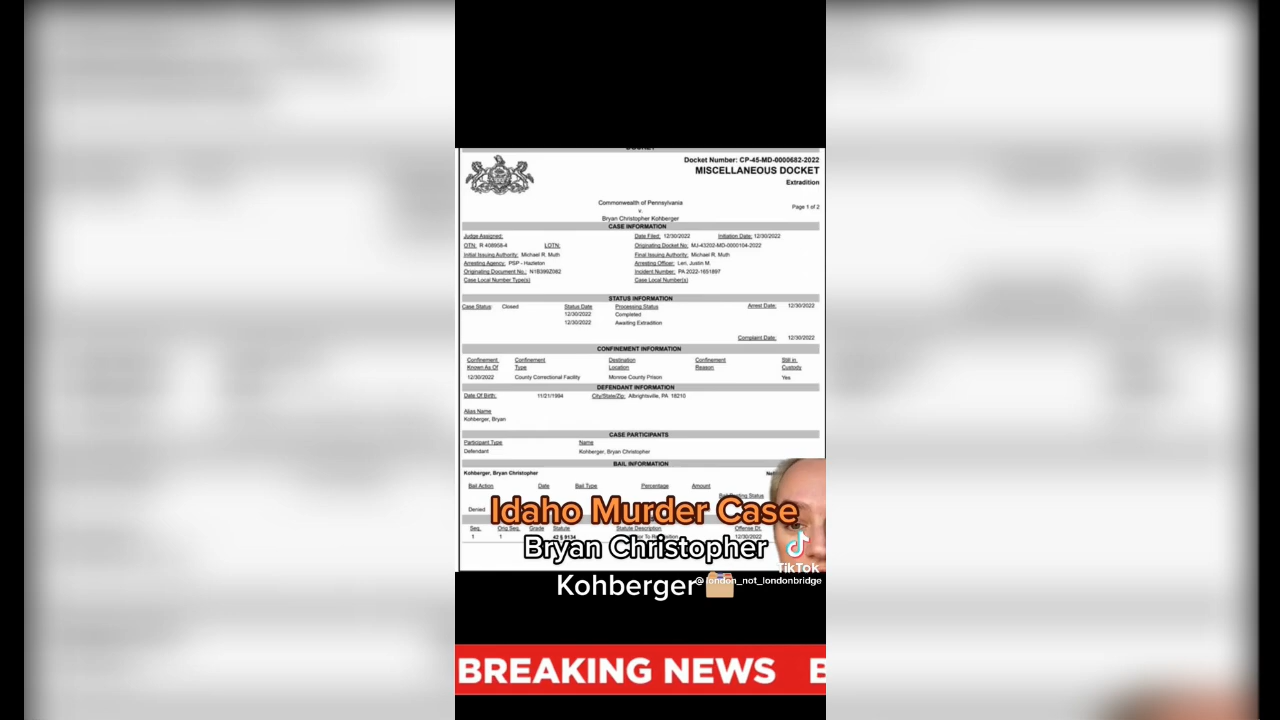 DOCKET
Docket Number: CP-45-MD-0000682-2022
MISCELLANEOUS DOCKET
Extradition
Commonwealth of Pennsylvania
Page 1 of 2
v.
Bryan Christopher Kohberger
CASE INFORMATION
Judge Assigned: Date Filed: 12/30/2022 Initiation Date: 12/30/2022
OTN: R 408958-4 LOTN: Originating Docket No: MJ-43202-MD-0000104-2022
Initial Issuing Authority: Michael R. Muth Final Issuing Authority: Michael R. Muth
Arresting Agency: PSP - Hazleton Arresting Officer: Len, Justin M.
Originating Document No.: N1B399Z082 Incident Number: PA 2022-1651897
Case Local Number Type(s) Case Local Number(s)
STATUS INFORMATION
Case Status: Closed Status Date Processing Status Arrest Date: 12/30/2022
12/30/2022 Completed
12/30/2022 Awaiting Extradition
Complaint Date: 12/30/2022
CONFINEMENT INFORMATION
Confinement Confinement Destination Confinement Still in
Known As Of Type Location Reason Custody
12/30/2022 County Correctional Facility Monroe County Prison Yes
DEFENDANT INFORMATION
Date Of Birth: 11/21/1994 City/State/Zip: Albrightsville, PA 18210
Alias Name
Kohberger, Bryan
CASE PARTICIPANTS
Participant Type Name
Defendant Kohberger, Bryan Christopher
BAIL INFORMATION
Kohberger, Bryan Christopher
Bail Action Date Bail Type Percentage Amount
Bail Posting Status
Denied
Idaho Murder Case
Seq. Orig Seq. Grade Statute Statute Description Offense Dt.
1 1 42 § 9134 12/30/2022
Bryan Christopher
Kohberger
TikTok
@london_not_londonbridge
BREAKING NEWS B